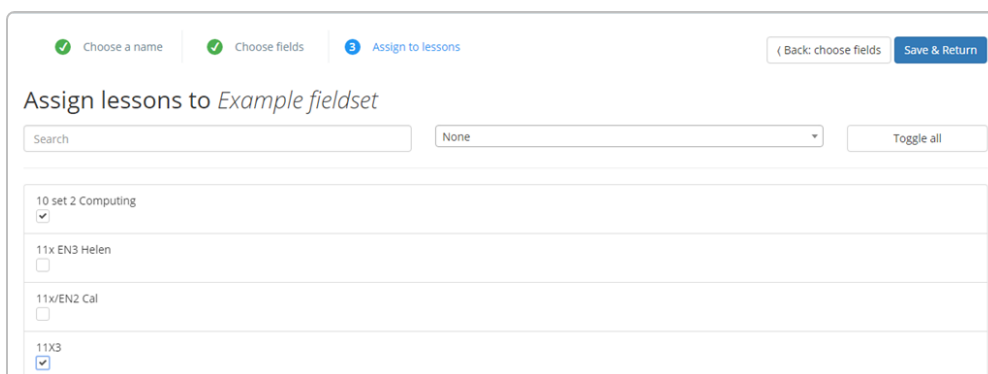 Choose a name Choose fields 3 Assign to lessons
⟨ Back: choose fields Save & Return
Assign lessons to Example fieldset
Search None Toggle all
10 set 2 Computing
11x EN3 Helen
11x/EN2 Cal
11X3